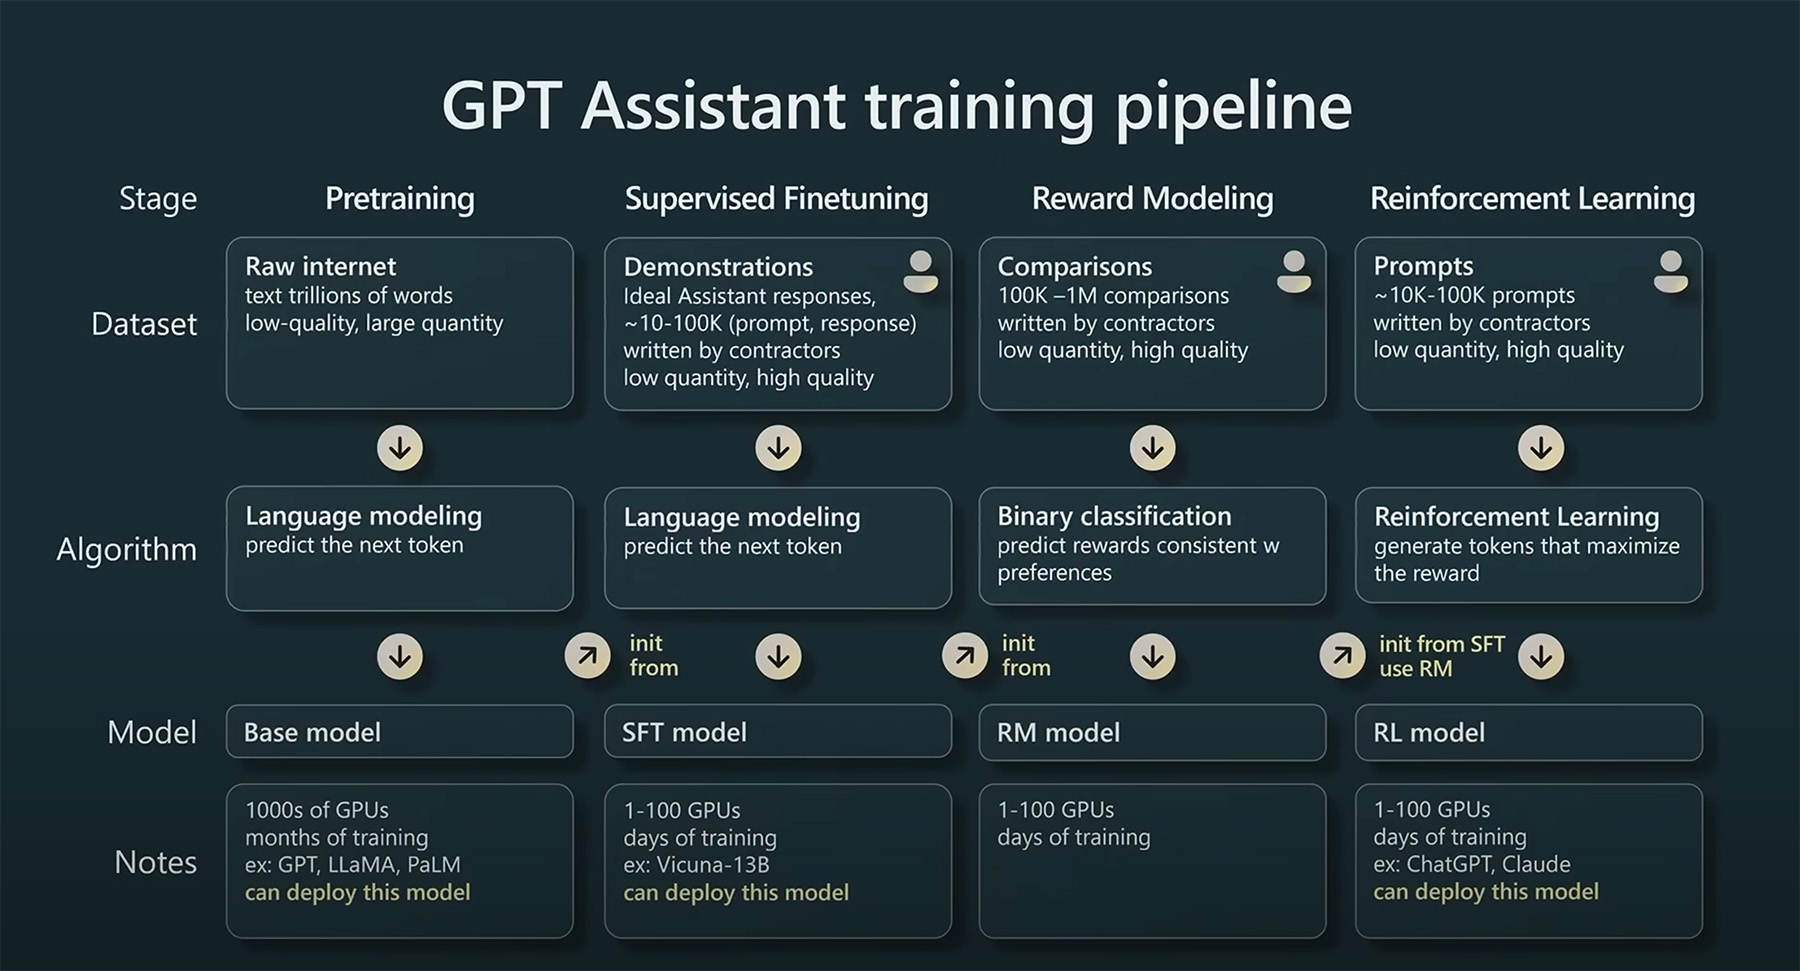 GPT Assistant training pipeline
Stage
Pretraining
Supervised Finetuning
Reward Modeling
Reinforcement Learning
Dataset
Raw internet
text trillions of words
low-quality, large quantity
Demonstrations
Ideal Assistant responses,
~10-100K (prompt, response)
written by contractors
low quantity, high quality
Comparisons
100K –1M comparisons
written by contractors
low quantity, high quality
Prompts
~10K-100K prompts
written by contractors
low quantity, high quality
Algorithm
Language modeling
predict the next token
Language modeling
predict the next token
Binary classification
predict rewards consistent w
preferences
Reinforcement Learning
generate tokens that maximize
the reward
init
from
init
from
init from SFT
use RM
Model
Base model
SFT model
RM model
RL model
Notes
1000s of GPUs
months of training
ex: GPT, LLaMA, PaLM
can deploy this model
1-100 GPUs
days of training
ex: Vicuna-13B
can deploy this model
1-100 GPUs
days of training
1-100 GPUs
days of training
ex: ChatGPT, Claude
can deploy this model